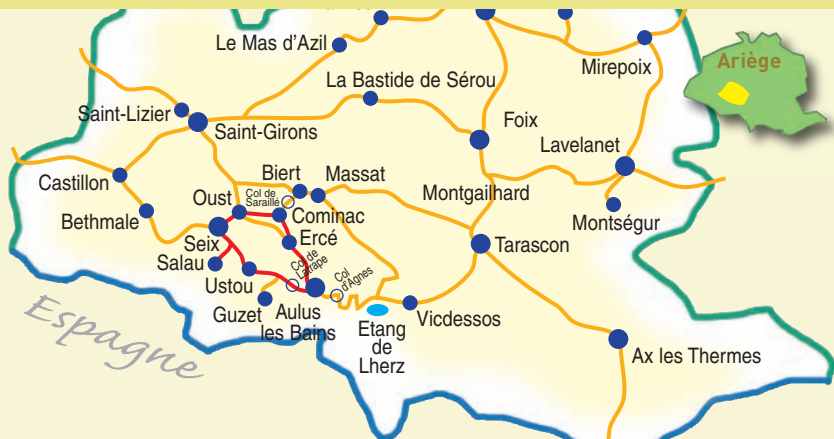 Le Mas d'Azil
Mirepoix
Ariège
La Bastide de Sérou
Saint-Lizier
Saint-Girons
Foix
Lavelanet
Castillon
Biert
Massat
Oust
Col de
Saraillé
Montgailhard
Bethmale
Cominac
Montségur
Seix
Ercé
Tarascon
Salau
Col de
Latrape
Col
d'Agnes
Ustou
Guzet
Aulus
les Bains
Vicdessos
Etang
de
Lherz
Espagne
Ax les Thermes